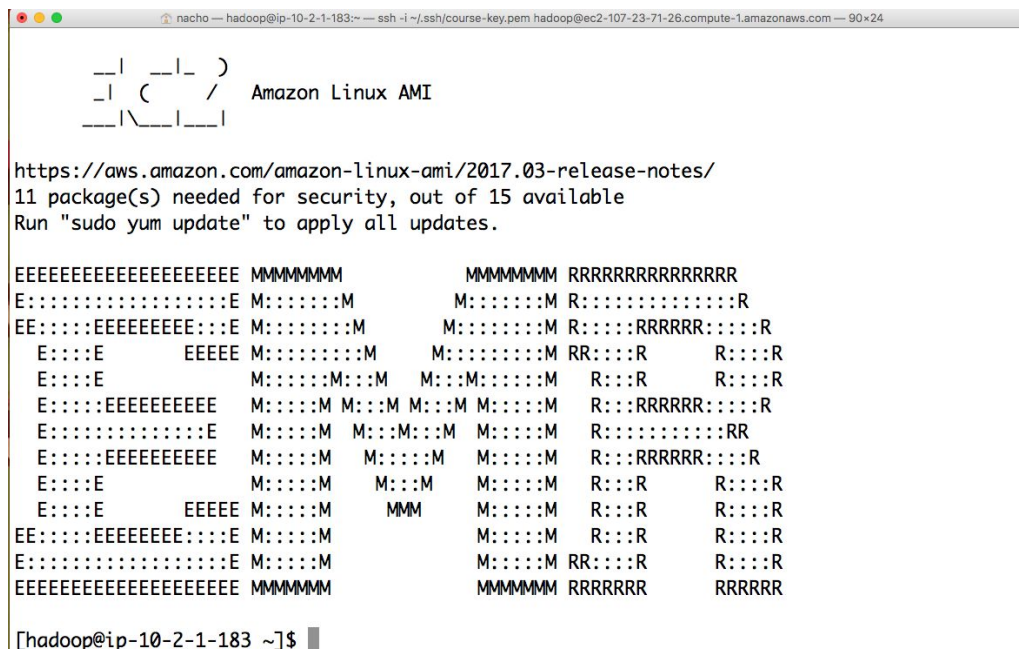 nacho — hadoop@ip-10-2-1-183:~ — ssh -i ~/.ssh/course-key.pem hadoop@ec2-107-23-71-26.compute-1.amazonaws.com — 90×24
       __|  __|_  )
       _|  (     /   Amazon Linux AMI
      ___|\___|___|
https://aws.amazon.com/amazon-linux-ami/2017.03-release-notes/
11 package(s) needed for security, out of 15 available
Run "sudo yum update" to apply all updates.
EEEEEEEEEEEEEEEEEEEE MMMMMMMM           MMMMMMMM RRRRRRRRRRRRRRR
E::::::::::::::::::E M:::::::M         M:::::::M R::::::::::::::R
EE:::::EEEEEEEEE:::E M::::::::M       M::::::::M R:::::RRRRRR:::::R
  E::::E       EEEEE M:::::::::M     M:::::::::M RR::::R      R::::R
  E::::E             M::::::M:::M   M:::M::::::M   R:::R      R::::R
  E:::::EEEEEEEEEE   M:::::M M:::M M:::M M:::::M   R:::RRRRRR:::::R
  E::::::::::::::E   M:::::M  M:::M:::M  M:::::M   R:::::::::::RR
  E:::::EEEEEEEEEE   M:::::M   M:::::M   M:::::M   R:::RRRRRR::::R
  E::::E             M:::::M    M:::M    M:::::M   R:::R      R::::R
  E::::E       EEEEE M:::::M     MMM     M:::::M   R:::R      R::::R
EE:::::EEEEEEEE::::E M:::::M             M:::::M   R:::R      R::::R
E::::::::::::::::::E M:::::M             M:::::M RR::::R      R::::R
EEEEEEEEEEEEEEEEEEEE MMMMMMM             MMMMMMM RRRRRRR      RRRRRR
[hadoop@ip-10-2-1-183 ~]$